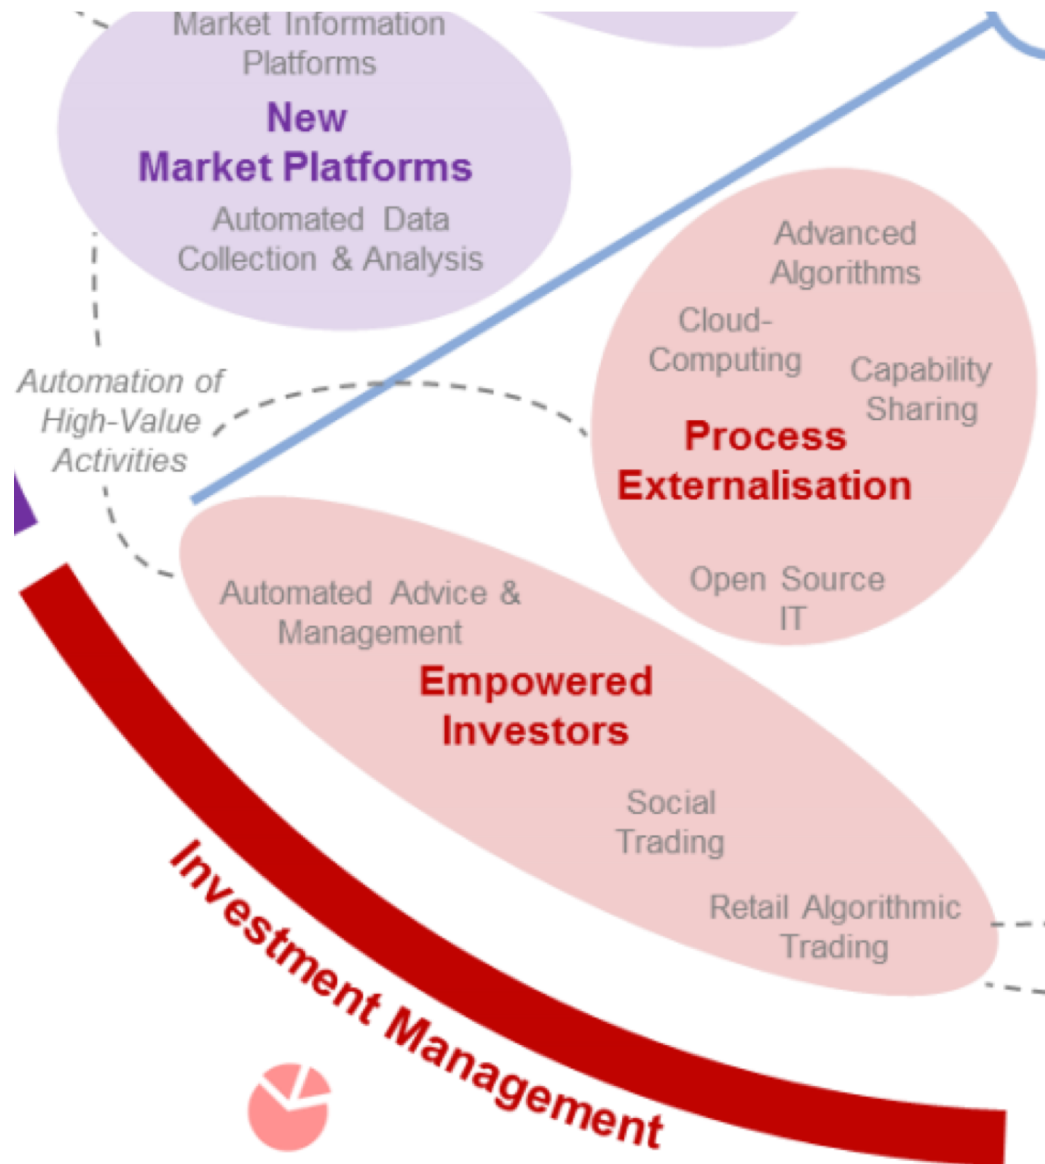 Market Information
Platforms
New
Market Platforms
Automated Data
Collection & Analysis
Automation of
High-Value
Activities
Advanced
Algorithms
Cloud-
Computing
Capability
Sharing
Process
Externalisation
Open Source
IT
Automated Advice &
Management
Empowered
Investors
Social
Trading
Retail Algorithmic
Trading
Investment Management